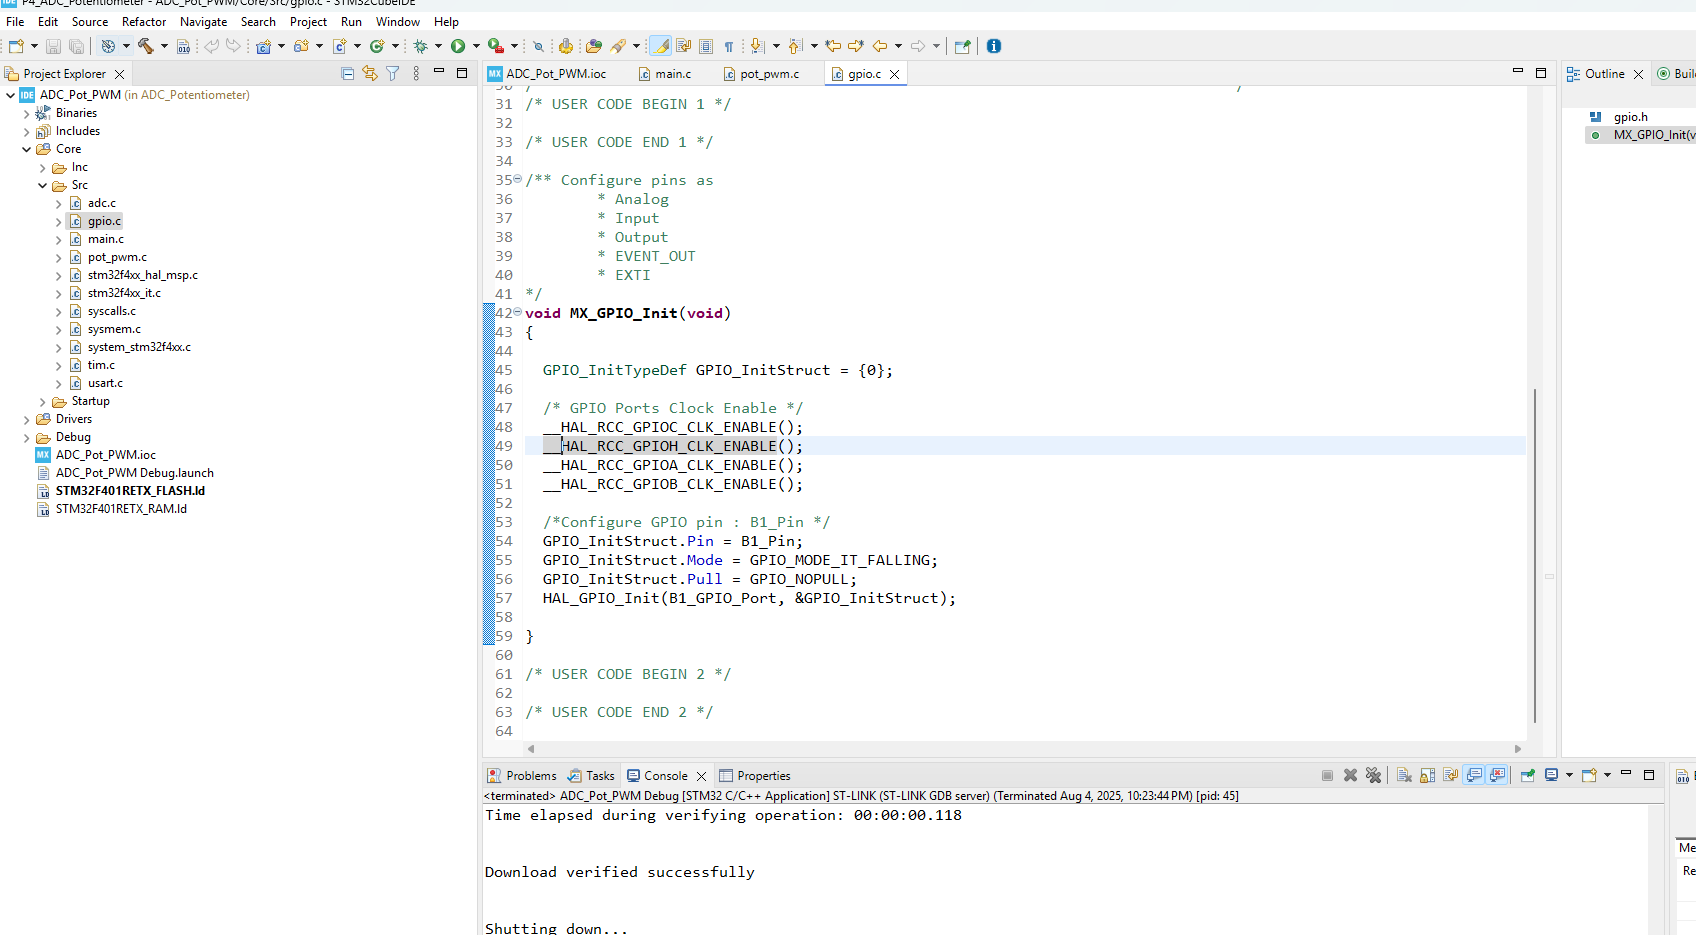 P4_ADC_Potentiometer - ADC_Pot_PWM/Core/Src/gpio.c - STM32CubeIDE
File Edit Source Refactor Navigate Search Project Run Window Help
Project Explorer
ADC_Pot_PWM (in ADC_Potentiometer)
Binaries
Includes
Core
Inc
Src
adc.c
gpio.c
main.c
pot_pwm.c
stm32f4xx_hal_msp.c
stm32f4xx_it.c
syscalls.c
sysmem.c
system_stm32f4xx.c
tim.c
usart.c
Startup
Drivers
Debug
ADC_Pot_PWM.ioc
ADC_Pot_PWM Debug.launch
STM32F401RETX_FLASH.ld
STM32F401RETX_RAM.ld
ADC_Pot_PWM.ioc main.c pot_pwm.c gpio.c
31 /* USER CODE BEGIN 1 */
32
33 /* USER CODE END 1 */
34
35 /** Configure pins as
36 * Analog
37 * Input
38 * Output
39 * EVENT_OUT
40 * EXTI
41 */
42 void MX_GPIO_Init(void)
43 {
44
45 GPIO_InitTypeDef GPIO_InitStruct = {0};
46
47 /* GPIO Ports Clock Enable */
48 __HAL_RCC_GPIOC_CLK_ENABLE();
49 __HAL_RCC_GPIOH_CLK_ENABLE();
50 __HAL_RCC_GPIOA_CLK_ENABLE();
51 __HAL_RCC_GPIOB_CLK_ENABLE();
52
53 /*Configure GPIO pin : B1_Pin */
54 GPIO_InitStruct.Pin = B1_Pin;
55 GPIO_InitStruct.Mode = GPIO_MODE_IT_FALLING;
56 GPIO_InitStruct.Pull = GPIO_NOPULL;
57 HAL_GPIO_Init(B1_GPIO_Port, &GPIO_InitStruct);
58
59 }
60
61 /* USER CODE BEGIN 2 */
62
63 /* USER CODE END 2 */
64
Outline
gpio.h
MX_GPIO_Init(v
Problems Tasks Console Properties
<terminated> ADC_Pot_PWM Debug [STM32 C/C++ Application] ST-LINK (ST-LINK GDB server) (Terminated Aug 4, 2025, 10:23:44 PM) [pid: 45]
Time elapsed during verifying operation: 00:00:00.118
Download verified successfully
Shutting down...